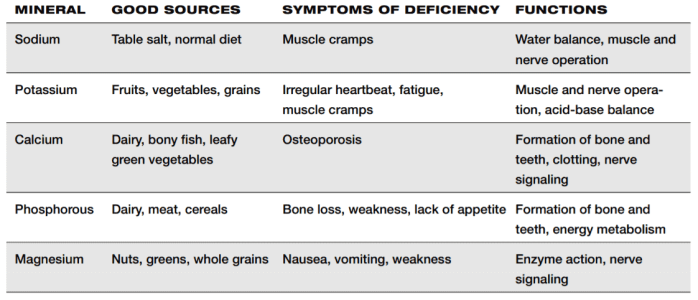 MINERAL GOOD SOURCES SYMPTOMS OF DEFICIENCY FUNCTIONS
Sodium Table salt, normal diet Muscle cramps Water balance, muscle and
nerve operation
Potassium Fruits, vegetables, grains Irregular heartbeat, fatigue, Muscle and nerve opera-
muscle cramps tion, acid-base balance
Calcium Dairy, bony fish, leafy Osteoporosis Formation of bone and
green vegetables teeth, clotting, nerve
signaling
Phosphorous Dairy, meat, cereals Bone loss, weakness, lack of appetite Formation of bone and
teeth, energy metabolism
Magnesium Nuts, greens, whole grains Nausea, vomiting, weakness Enzyme action, nerve
signaling